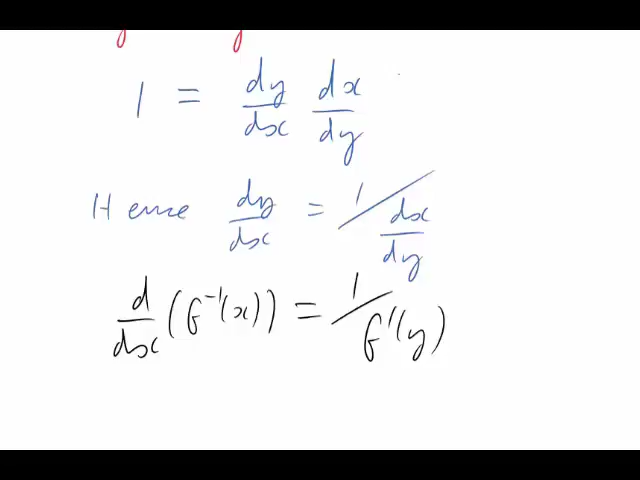 1 = dy/dx dx/dy
Hence dy/dx = 1/(dx/dy)
d/dx (f⁻¹(x)) = 1/f'(y)